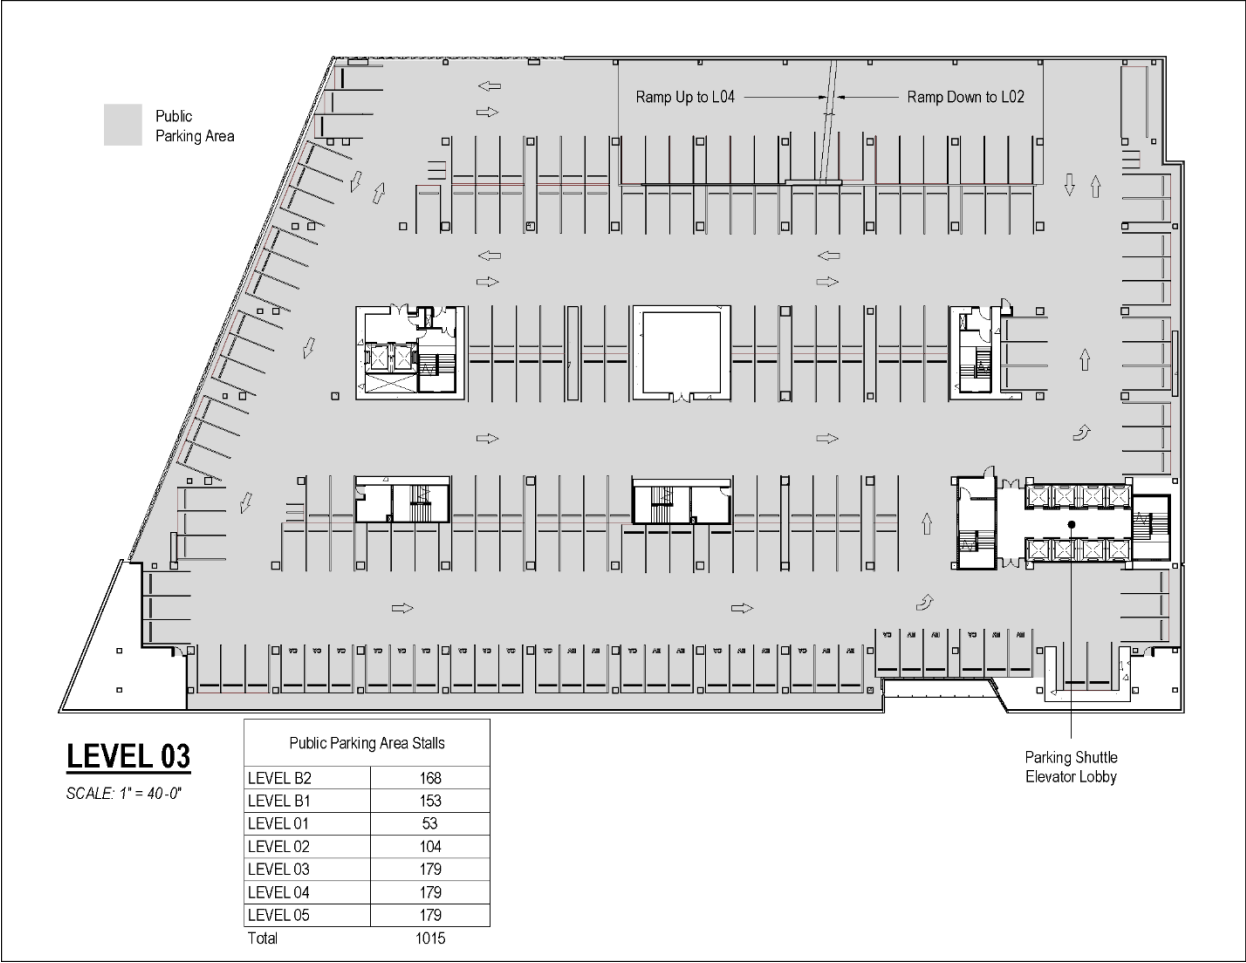 Ramp Up to L04
Ramp Down to L02
Public
Parking Area
Parking Shuttle
Elevator Lobby
LEVEL 03
SCALE: 1" = 40-0"
Public Parking Area Stalls
LEVEL B2 168
LEVEL B1 153
LEVEL 01 53
LEVEL 02 104
LEVEL 03 179
LEVEL 04 179
LEVEL 05 179
Total 1015